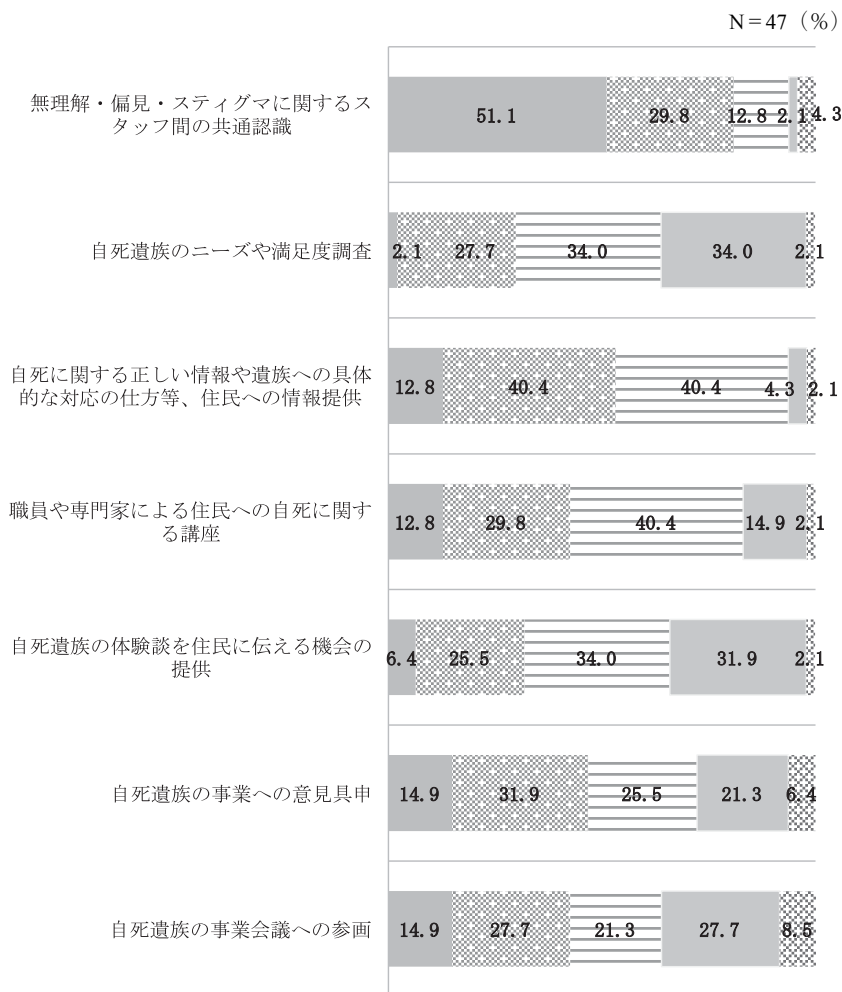 N＝47（%）
無理解・偏見・スティグマに関するス
タッフ間の共通認識
51.1 29.8 12.8 2.1 4.3
自死遺族のニーズや満足度調査
2.1 27.7 34.0 34.0 2.1
自死に関する正しい情報や遺族への具体
的な対応の仕方等、住民への情報提供
12.8 40.4 40.4 4.3 2.1
職員や専門家による住民への自死に関す
る講座
12.8 29.8 40.4 14.9 2.1
自死遺族の体験談を住民に伝える機会の
提供
6.4 25.5 34.0 31.9 2.1
自死遺族の事業への意見具申
14.9 31.9 25.5 21.3 6.4
自死遺族の事業会議への参画
14.9 27.7 21.3 27.7 8.5